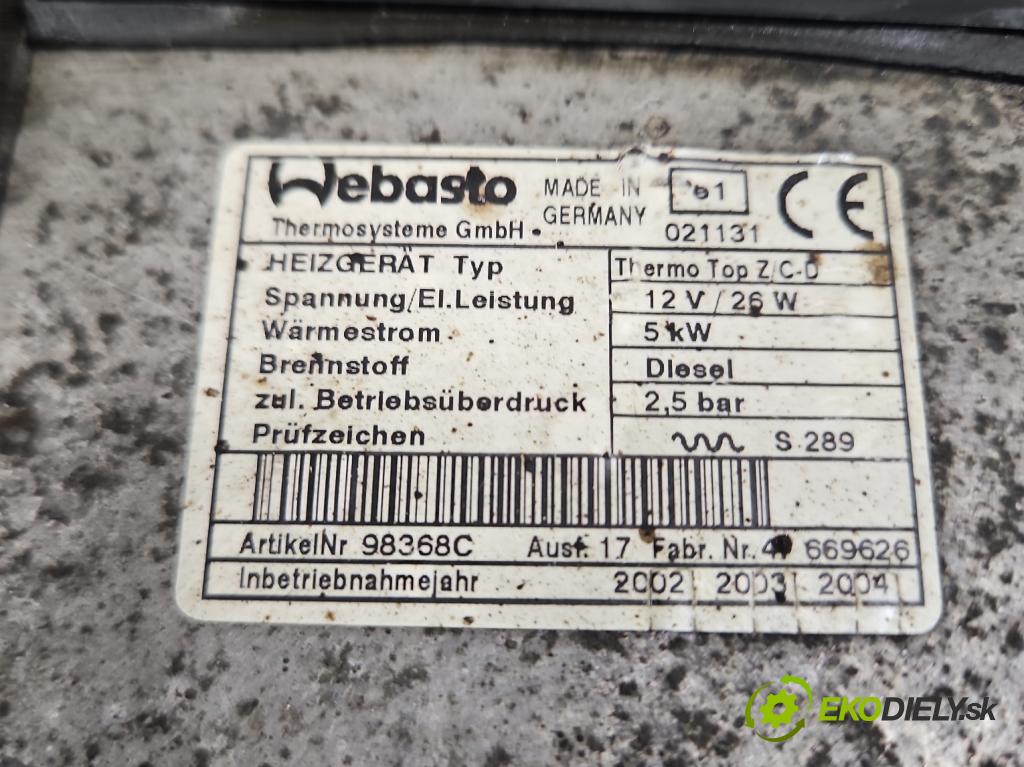 Webasto
Thermosysteme GmbH
MADE IN
GERMANY
e1
021131
CE
HEIZGERÄT Typ Thermo Top Z/C-D
Spannung/El.Leistung 12 V / 26 W
Wärmestrom 5 kW
Brennstoff Diesel
zul. Betriebsüberdruck 2,5 bar
Prüfzeichen S 289
ArtikelNr 98368C Ausf. 17 Fabr. Nr. 669626
Inbetriebnahmejahr 2002 2003 2004
EKODIELY.sk